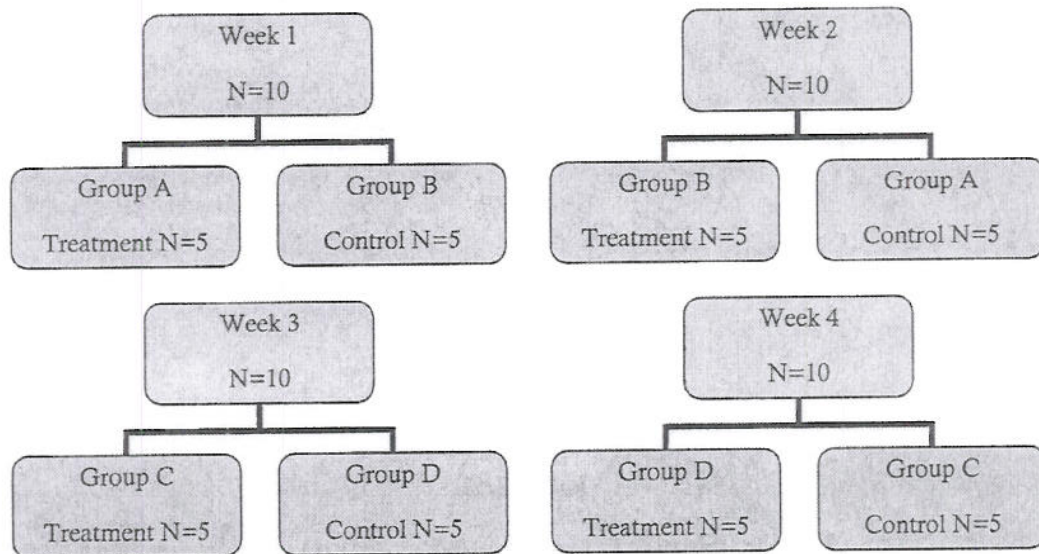 Week 1
N=10
Week 2
N=10
Group A
Treatment N=5
Group B
Control N=5
Group B
Treatment N=5
Group A
Control N=5
Week 3
N=10
Week 4
N=10
Group C
Treatment N=5
Group D
Control N=5
Group D
Treatment N=5
Group C
Control N=5